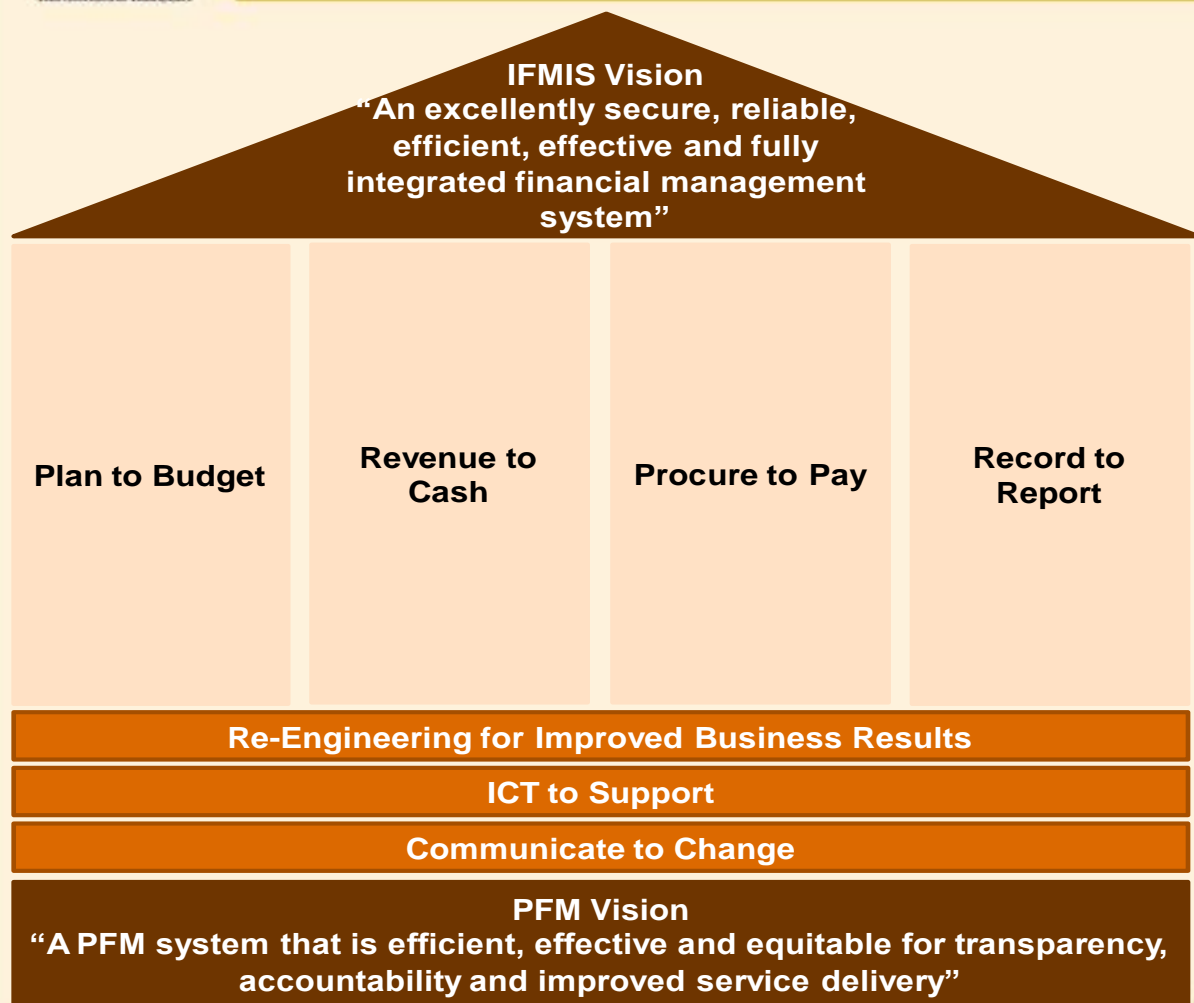 IFMIS Vision
“An excellently secure, reliable,
efficient, effective and fully
integrated financial management
system”
Plan to Budget
Revenue to
Cash
Procure to Pay
Record to
Report
Re-Engineering for Improved Business Results
ICT to Support
Communicate to Change
PFM Vision
“A PFM system that is efficient, effective and equitable for transparency,
accountability and improved service delivery”